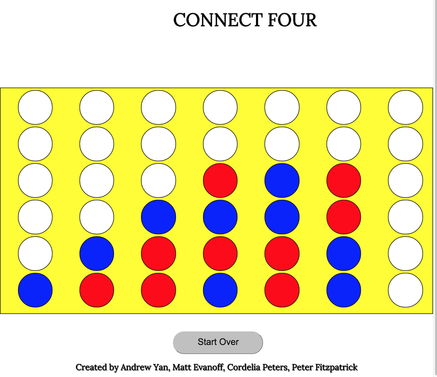 CONNECT FOUR
Start Over
Created by Andrew Yan, Matt Evanoff, Cordelia Peters, Peter Fitzpatrick